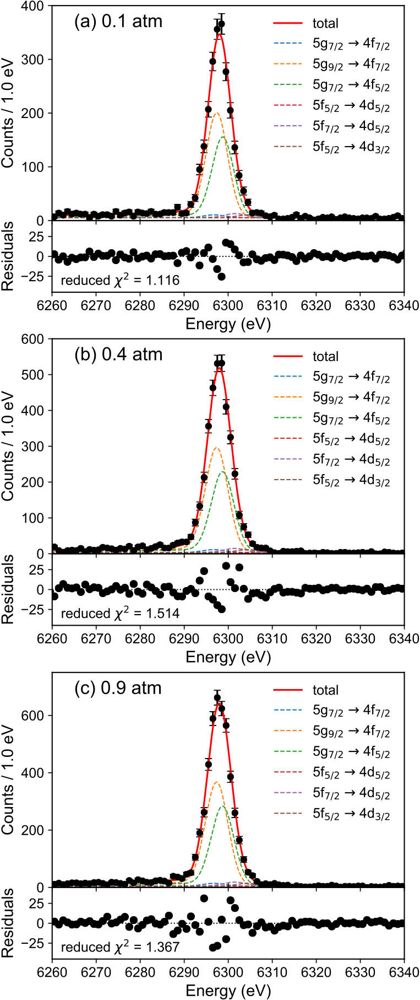 (a) 0.1 atm
Counts / 1.0 eV
400
300
200
100
0
total
5g7/2 → 4f7/2
5g9/2 → 4f7/2
5g7/2 → 4f5/2
5f5/2 → 4d5/2
5f7/2 → 4d5/2
5f5/2 → 4d3/2
Residuals
25
0
−25
reduced χ² = 1.116
6260 6270 6280 6290 6300 6310 6320 6330 6340
Energy (eV)
(b) 0.4 atm
Counts / 1.0 eV
600
500
400
300
200
100
0
total
5g7/2 → 4f7/2
5g9/2 → 4f7/2
5g7/2 → 4f5/2
5f5/2 → 4d5/2
5f7/2 → 4d5/2
5f5/2 → 4d3/2
Residuals
25
0
−25
reduced χ² = 1.514
6260 6270 6280 6290 6300 6310 6320 6330 6340
Energy (eV)
(c) 0.9 atm
Counts / 1.0 eV
600
400
200
0
total
5g7/2 → 4f7/2
5g9/2 → 4f7/2
5g7/2 → 4f5/2
5f5/2 → 4d5/2
5f7/2 → 4d5/2
5f5/2 → 4d3/2
Residuals
25
0
−25
reduced χ² = 1.367
6260 6270 6280 6290 6300 6310 6320 6330 6340
Energy (eV)